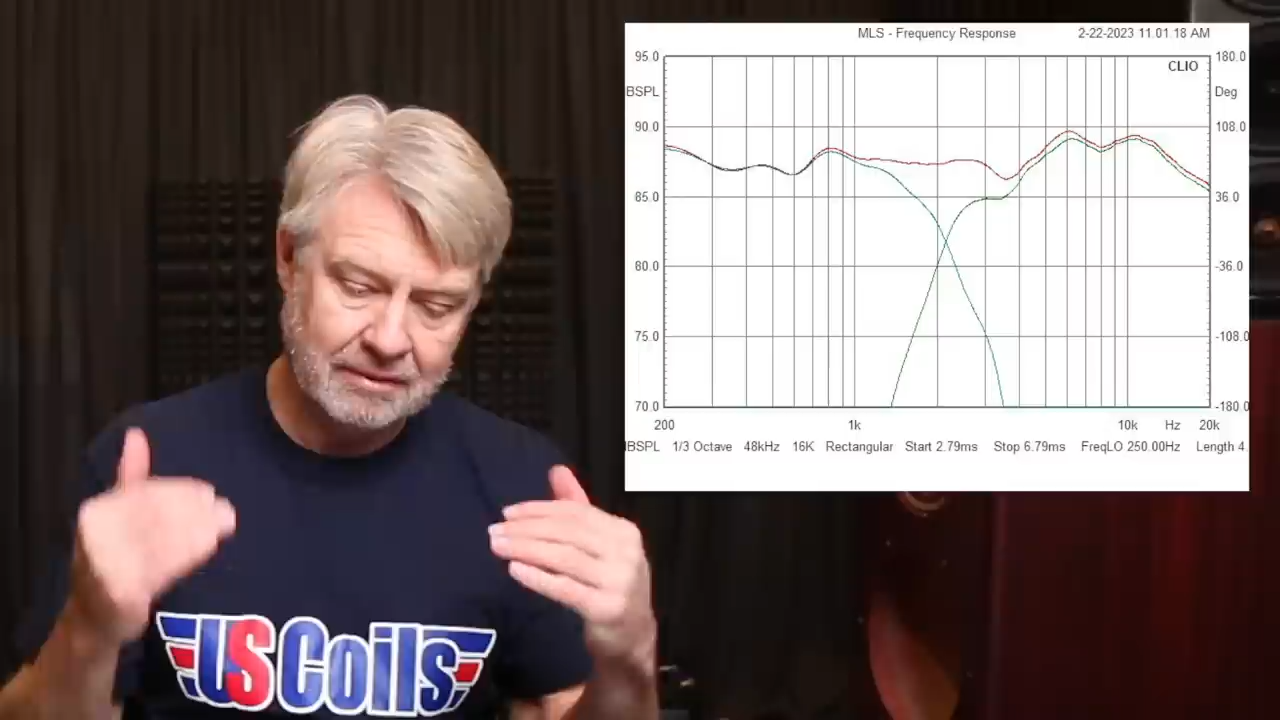 MLS - Frequency Response 2-22-2023 11.01.18 AM
95.0 180.0
CLIO
BSPL Deg
90.0 108.0
85.0 36.0
80.0 -36.0
75.0 -108.0
70.0 -180.0
200 1k 10k Hz 20k
BSPL 1/3 Octave 48kHz 16K Rectangular Start 2.79ms Stop 6.79ms FreqLO 250.00Hz Length 4.
US Coils